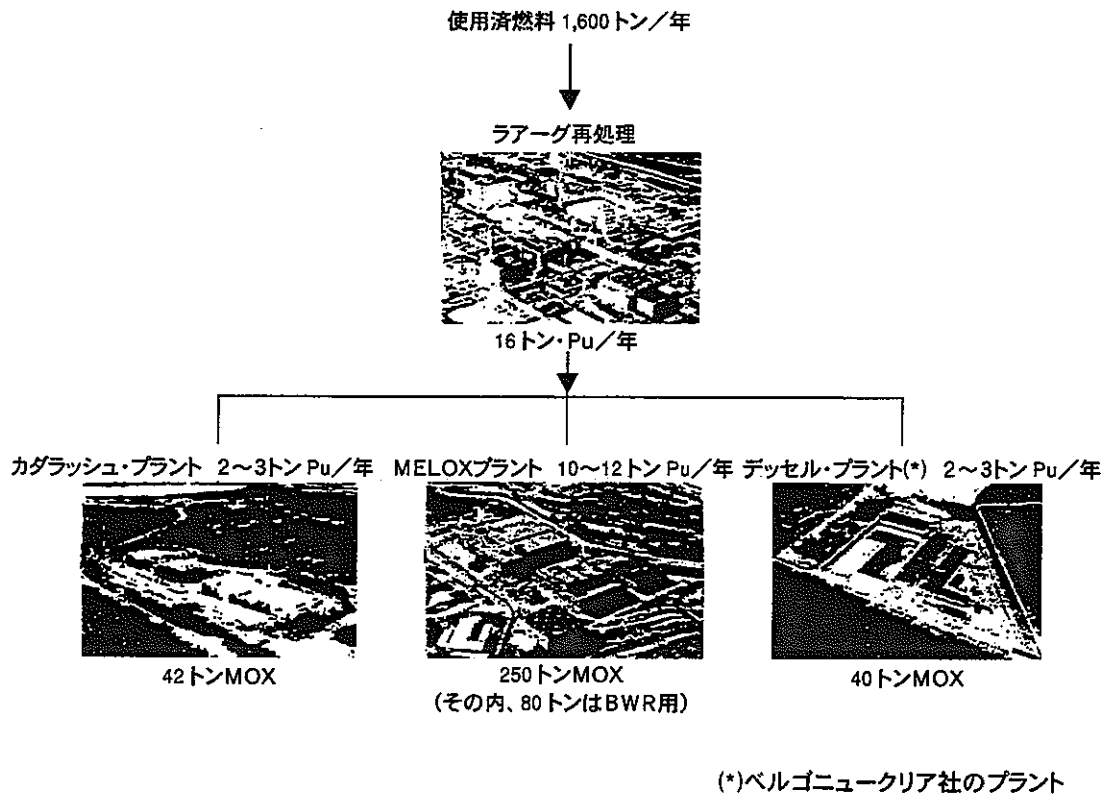 使用済燃料 1,600トン／年
ラアーグ再処理
16トン・Pu／年
カダラッシュ・プラント 2～3トン Pu／年
MELOXプラント 10～12トン Pu／年
デッセル・プラント(*) 2～3トン Pu／年
42トンMOX
250トンMOX
(その内、80トンはBWR用)
40トンMOX
(*)ベルゴニュークリア社のプラント